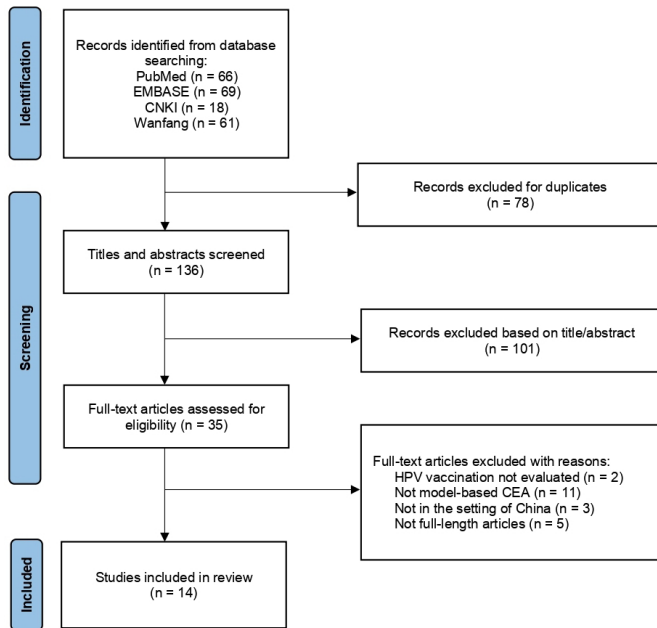 Identification
Records identified from database
searching:
PubMed (n = 66)
EMBASE (n = 69)
CNKI (n = 18)
Wanfang (n = 61)
Records excluded for duplicates
(n = 78)
Screening
Titles and abstracts screened
(n = 136)
Records excluded based on title/abstract
(n = 101)
Full-text articles assessed for
eligibility (n = 35)
Full-text articles excluded with reasons:
HPV vaccination not evaluated (n = 2)
Not model-based CEA (n = 11)
Not in the setting of China (n = 3)
Not full-length articles (n = 5)
Included
Studies included in review
(n = 14)